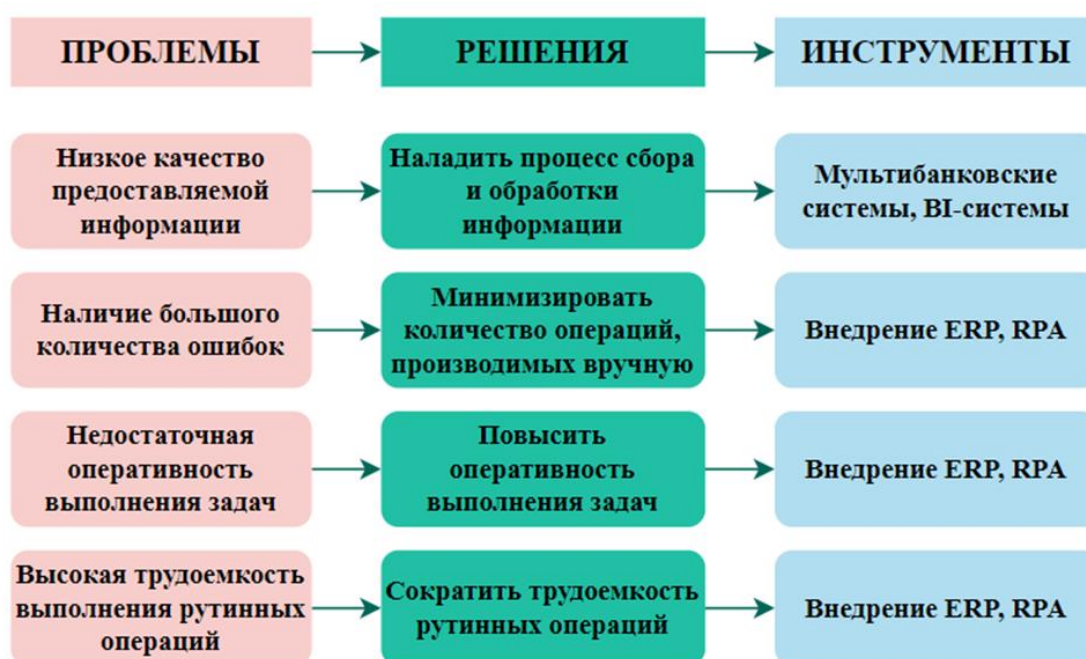 ПРОБЛЕМЫ
РЕШЕНИЯ
ИНСТРУМЕНТЫ
Низкое качество
предоставляемой
информации
Наладить процесс сбора
и обработки
информации
Мультибанковские
системы, BI-системы
Наличие большого
количества ошибок
Минимизировать
количество операций,
производимых вручную
Внедрение ERP, RPA
Недостаточная
оперативность
выполнения задач
Повысить
оперативность
выполнения задач
Внедрение ERP, RPA
Высокая трудоемкость
выполнения рутинных
операций
Сократить трудоемкость
рутинных операций
Внедрение ERP, RPA